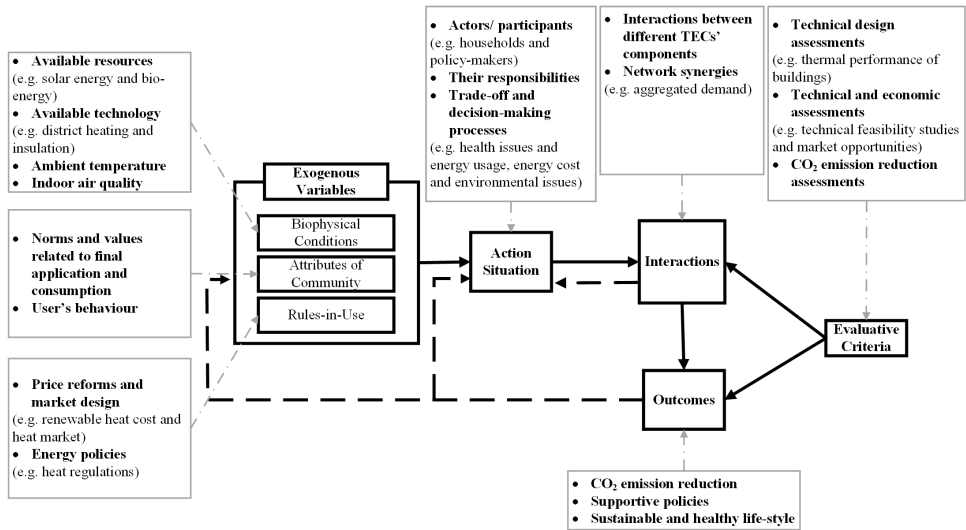 • Available resources
(e.g. solar energy and bio-
energy)
• Available technology
(e.g. district heating and
insulation)
• Ambient temperature
• Indoor air quality
• Norms and values
related to final
application and
consumption
• User's behaviour
• Price reforms and
market design
(e.g. renewable heat cost and
heat market)
• Energy policies
(e.g. heat regulations)
Exogenous
Variables
Biophysical
Conditions
Attributes of
Community
Rules-in-Use
• Actors/ participants
(e.g. households and
policy-makers)
• Their responsibilities
• Trade-off and
decision-making
processes
(e.g. health issues and
energy usage, energy cost
and environmental issues)
Action
Situation
• Interactions between
different TECs'
components
• Network synergies
(e.g. aggregated demand)
Interactions
Outcomes
• CO₂ emission reduction
• Supportive policies
• Sustainable and healthy life-style
• Technical design
assessments
(e.g. thermal performance of
buildings)
• Technical and economic
assessments
(e.g. technical feasibility studies
and market opportunities)
• CO₂ emission reduction
assessments
Evaluative
Criteria